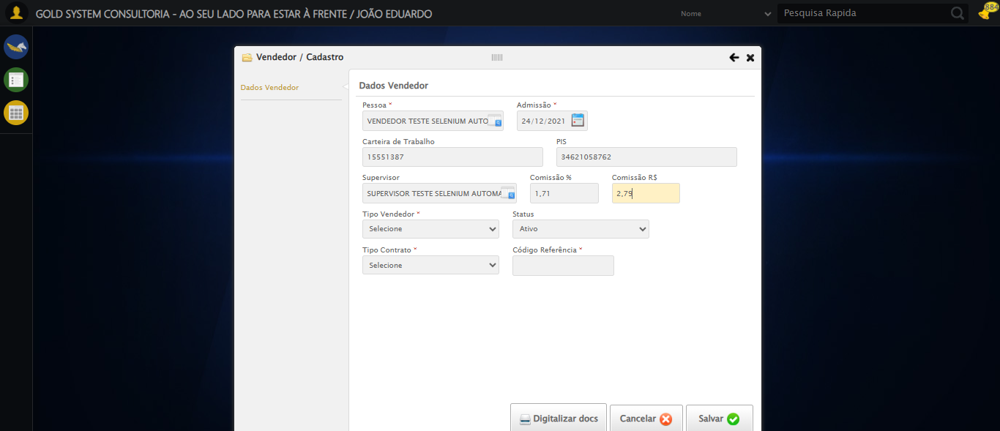 GOLD SYSTEM CONSULTORIA - AO SEU LADO PARA ESTAR À FRENTE / JOÃO EDUARDO
Nome
Pesquisa Rapida
884
Vendedor / Cadastro
Dados Vendedor
Dados Vendedor
Pessoa *
Admissão *
VENDEDOR TESTE SELENIUM AUTO
24/12/2021
Carteira de Trabalho
PIS
15551387
34621058762
Supervisor
Comissão %
Comissão R$
SUPERVISOR TESTE SELENIUM AUTOMA
1,71
2,79
Tipo Vendedor *
Status
Selecione
Ativo
Tipo Contrato *
Código Referência *
Selecione
Digitalizar docs
Cancelar
Salvar